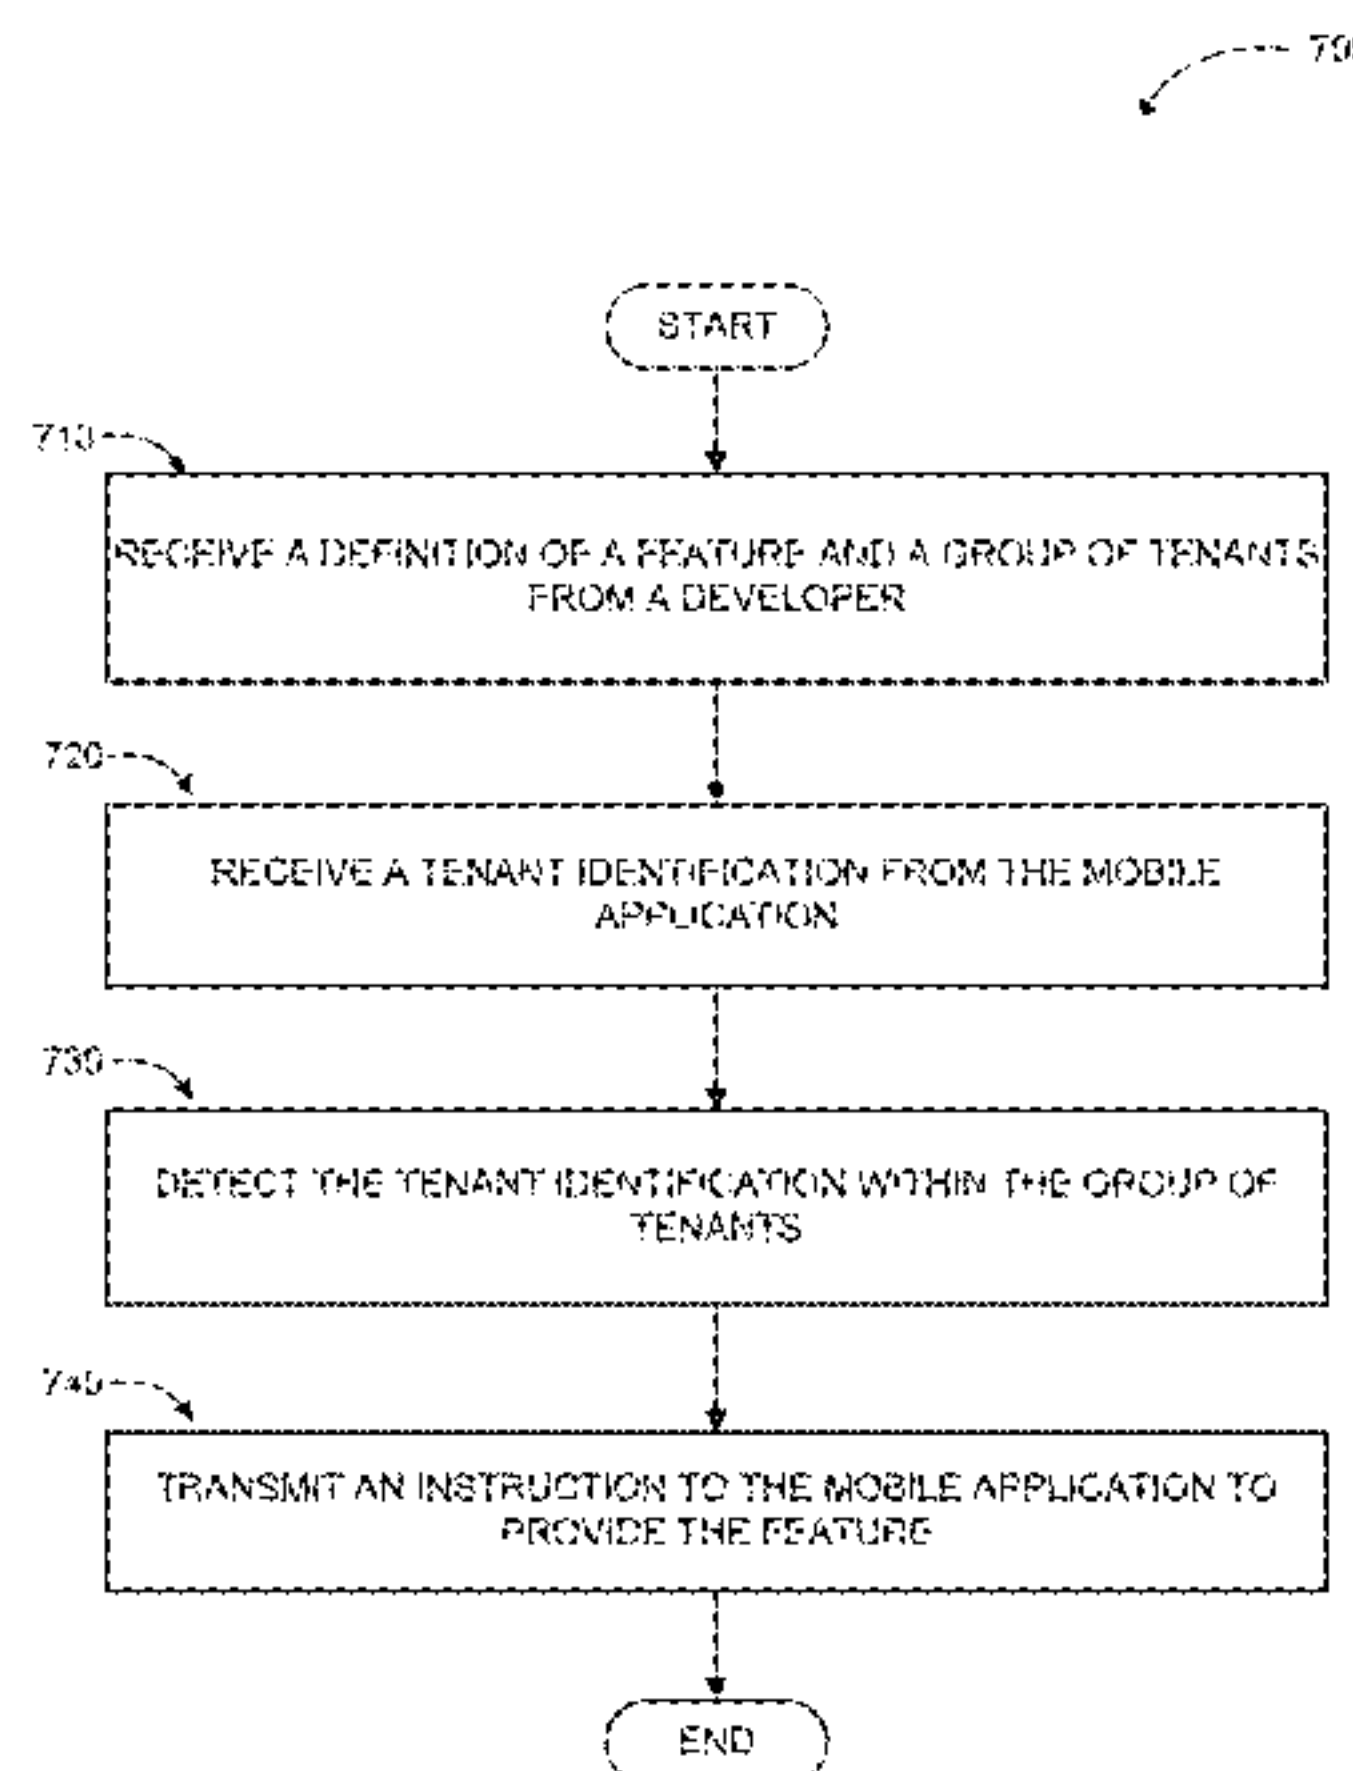 START
710
RECEIVE A DEFINITION OF A FEATURE AND A GROUP OF TENANTS
FROM A DEVELOPER
720
RECEIVE A TENANT IDENTIFICATION FROM THE MOBILE
APPLICATION
730
DETECT THE TENANT IDENTIFICATION WITHIN THE GROUP OF
TENANTS
740
TRANSMIT AN INSTRUCTION TO THE MOBILE APPLICATION TO
PROVIDE THE FEATURE
END